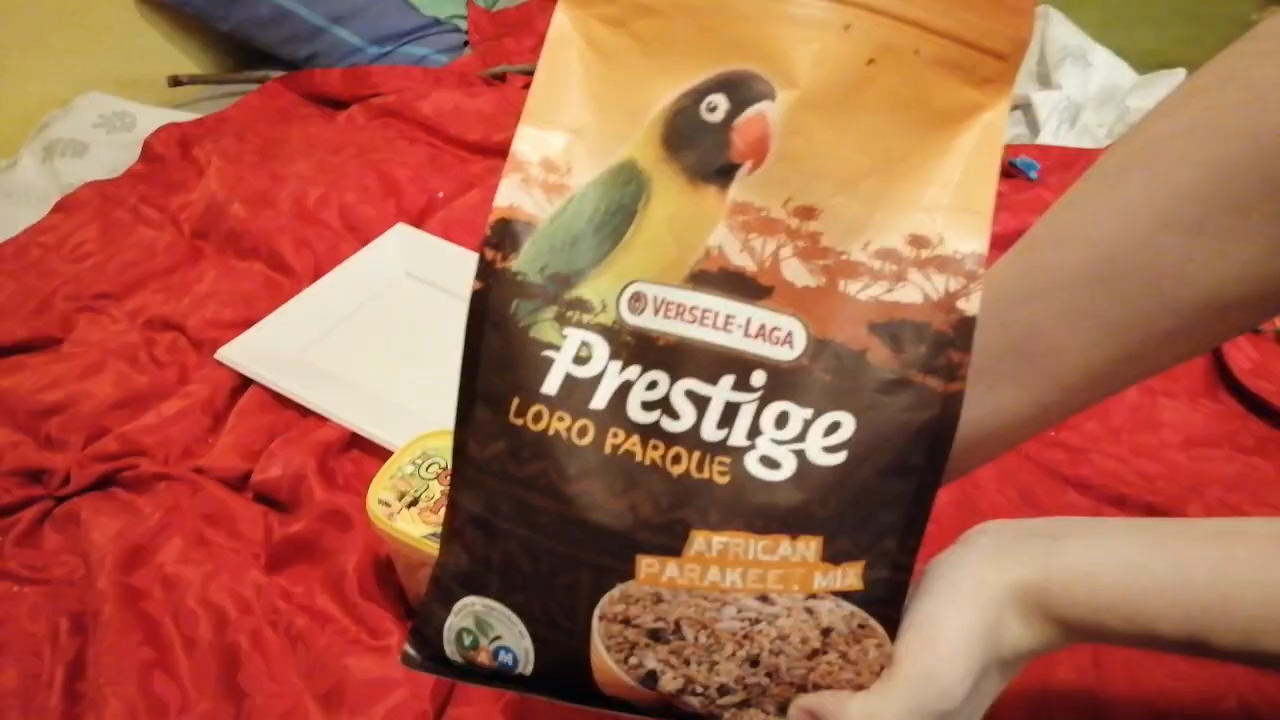 VERSELE-LAGA
Prestige
LORO PARQUE
AFRICAN
PARAKEET MIX
V
M